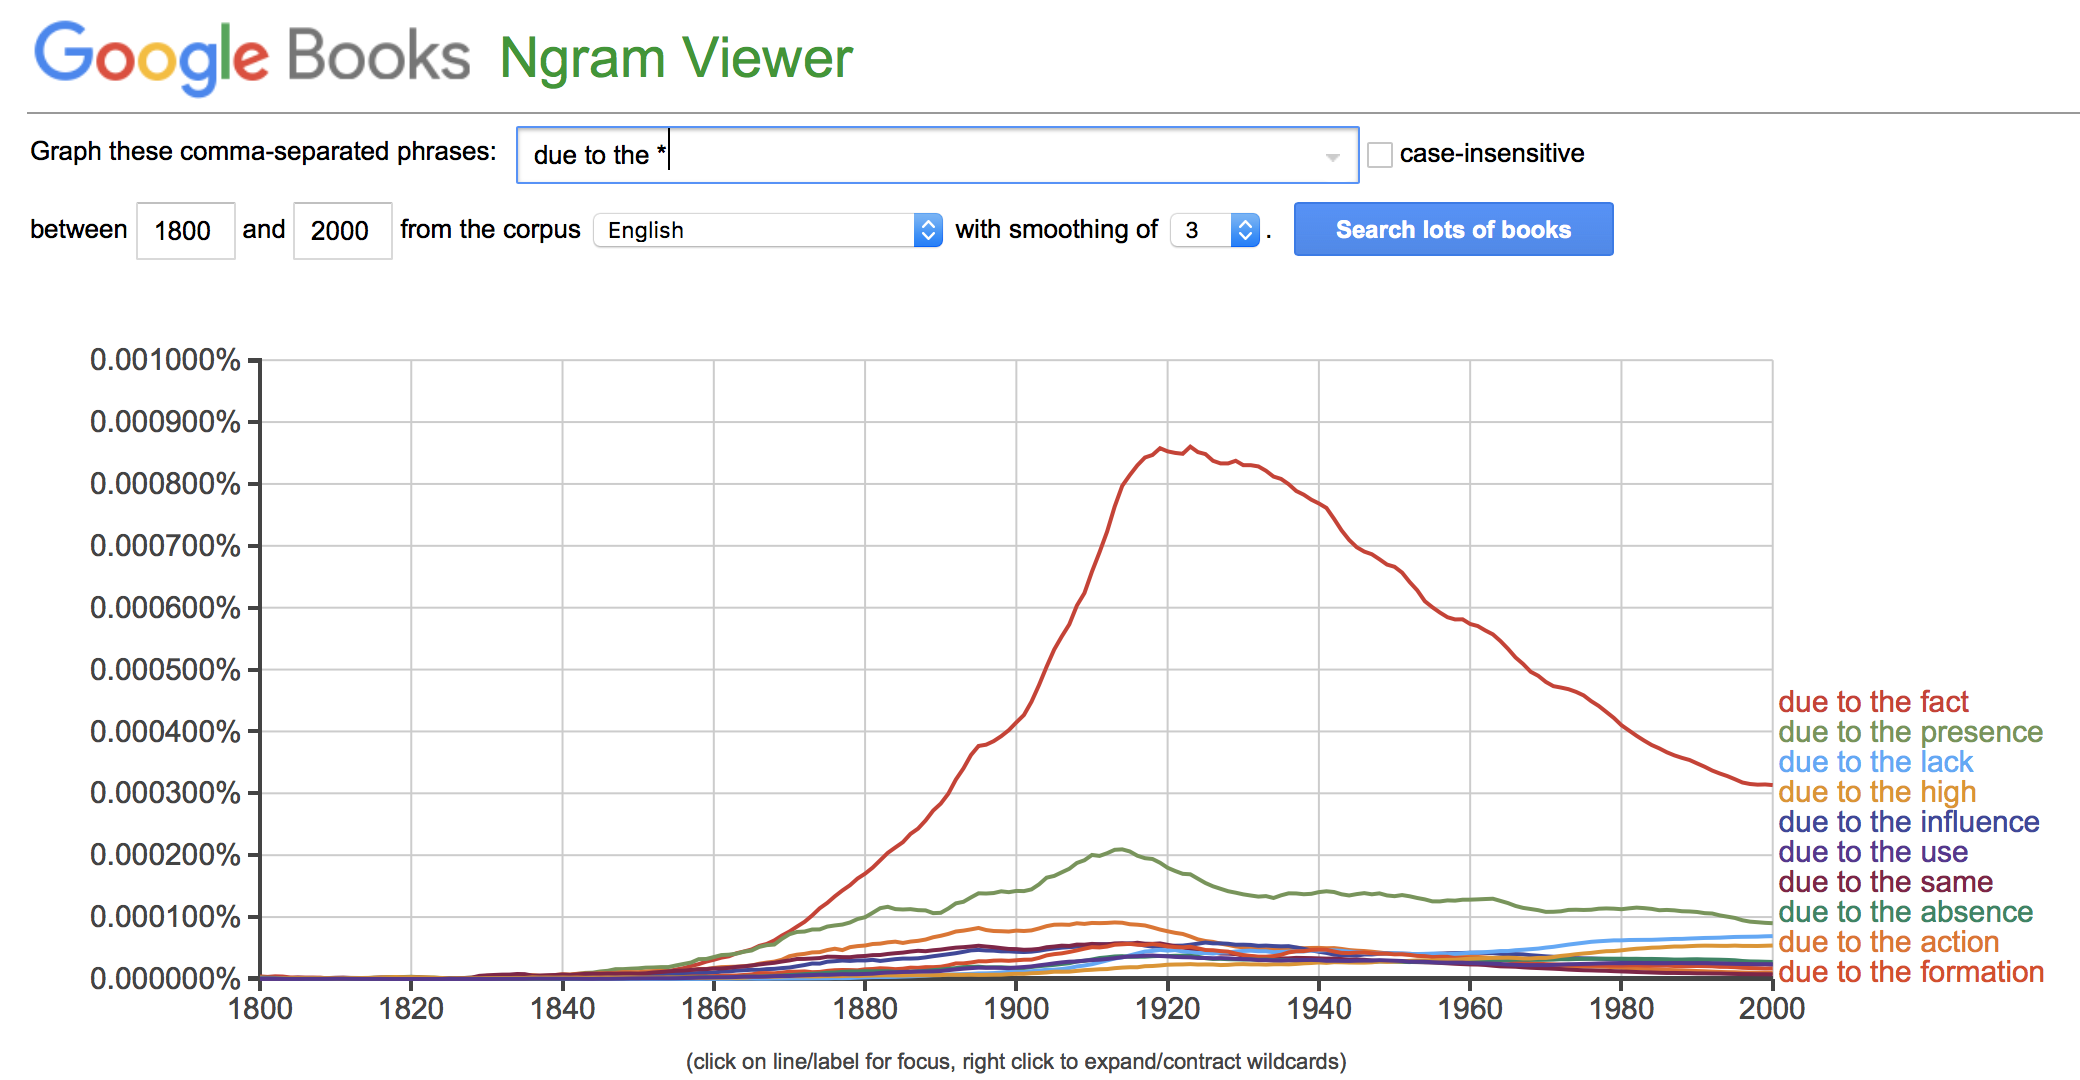 Google Books Ngram Viewer
Graph these comma-separated phrases: due to the * case-insensitive
between 1800 and 2000 from the corpus English with smoothing of 3 . Search lots of books
0.001000%
0.000900%
0.000800%
0.000700%
0.000600%
0.000500%
0.000400%
0.000300%
0.000200%
0.000100%
0.000000%
due to the fact
due to the presence
due to the lack
due to the high
due to the influence
due to the use
due to the same
due to the absence
due to the action
due to the formation
1800 1820 1840 1860 1880 1900 1920 1940 1960 1980 2000
(click on line/label for focus, right click to expand/contract wildcards)